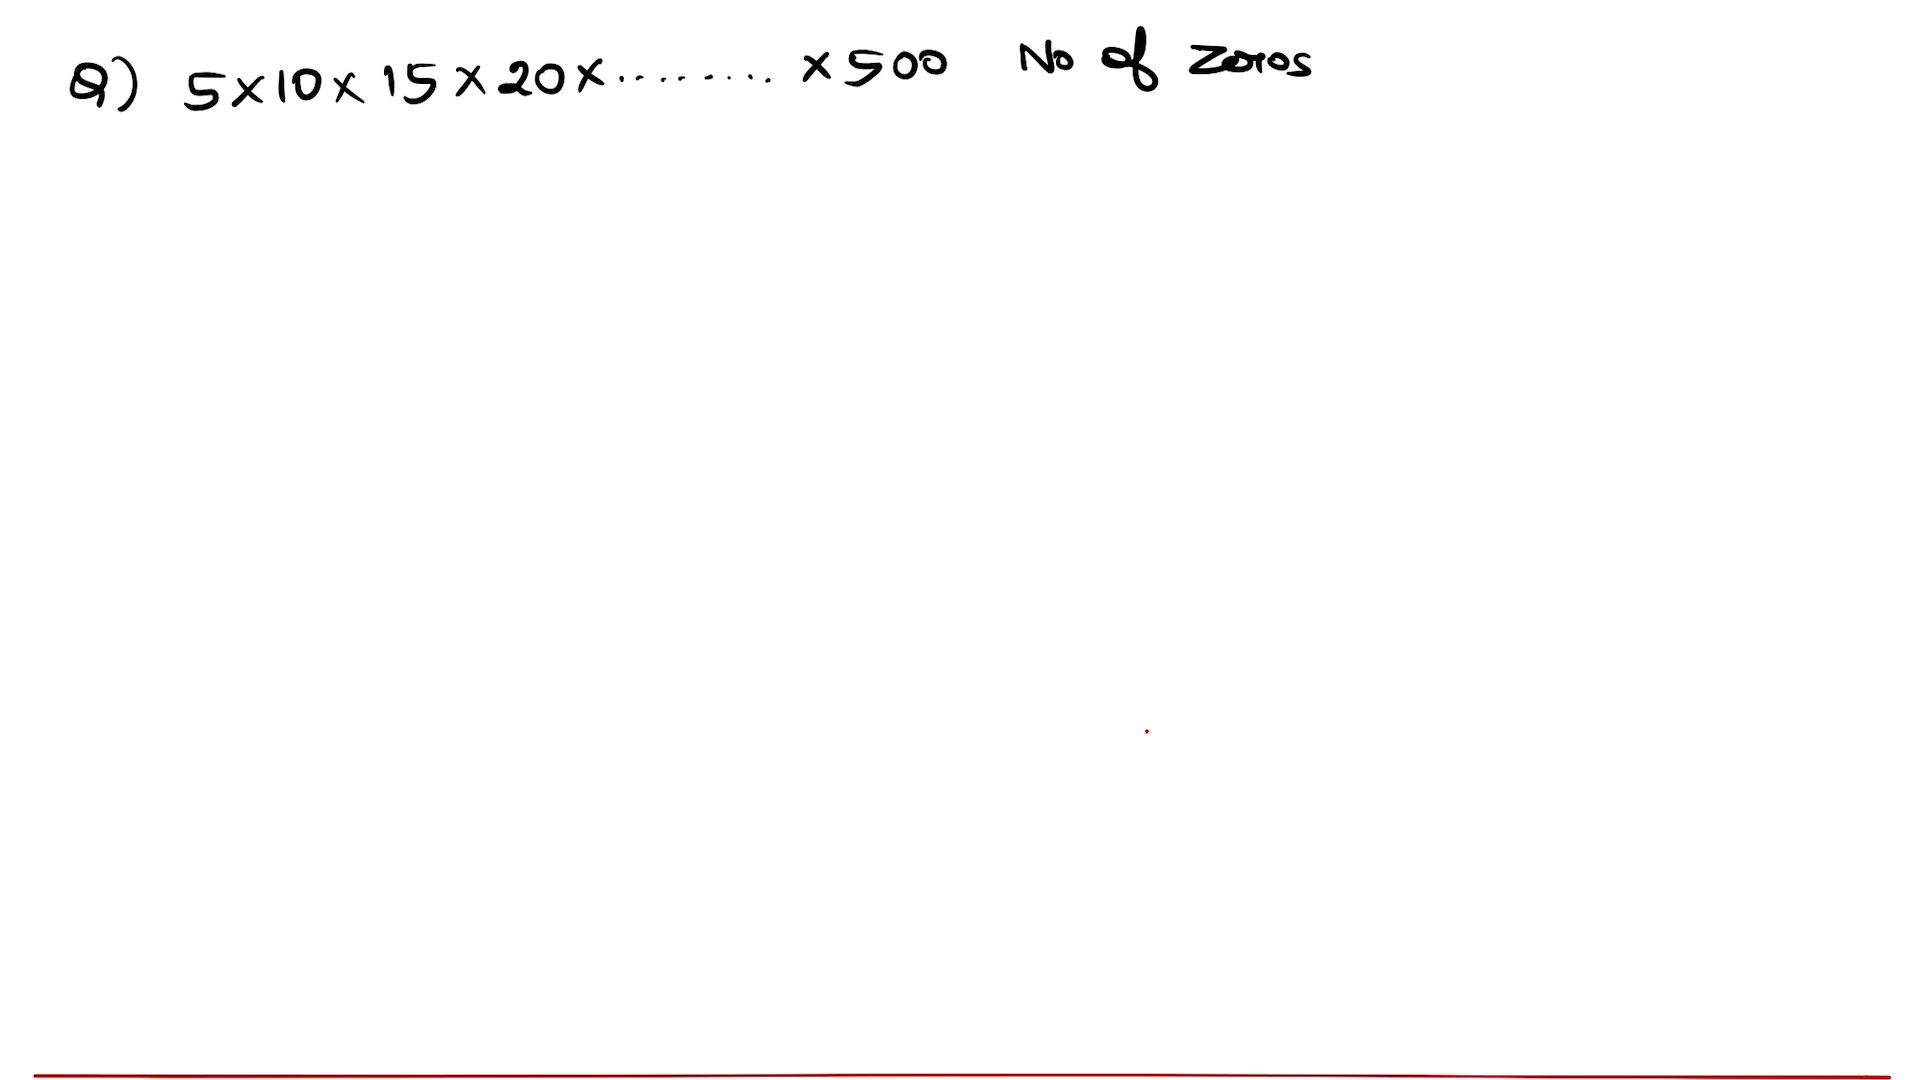 Q) 5×10×15×20×........ ×500 No of zeros